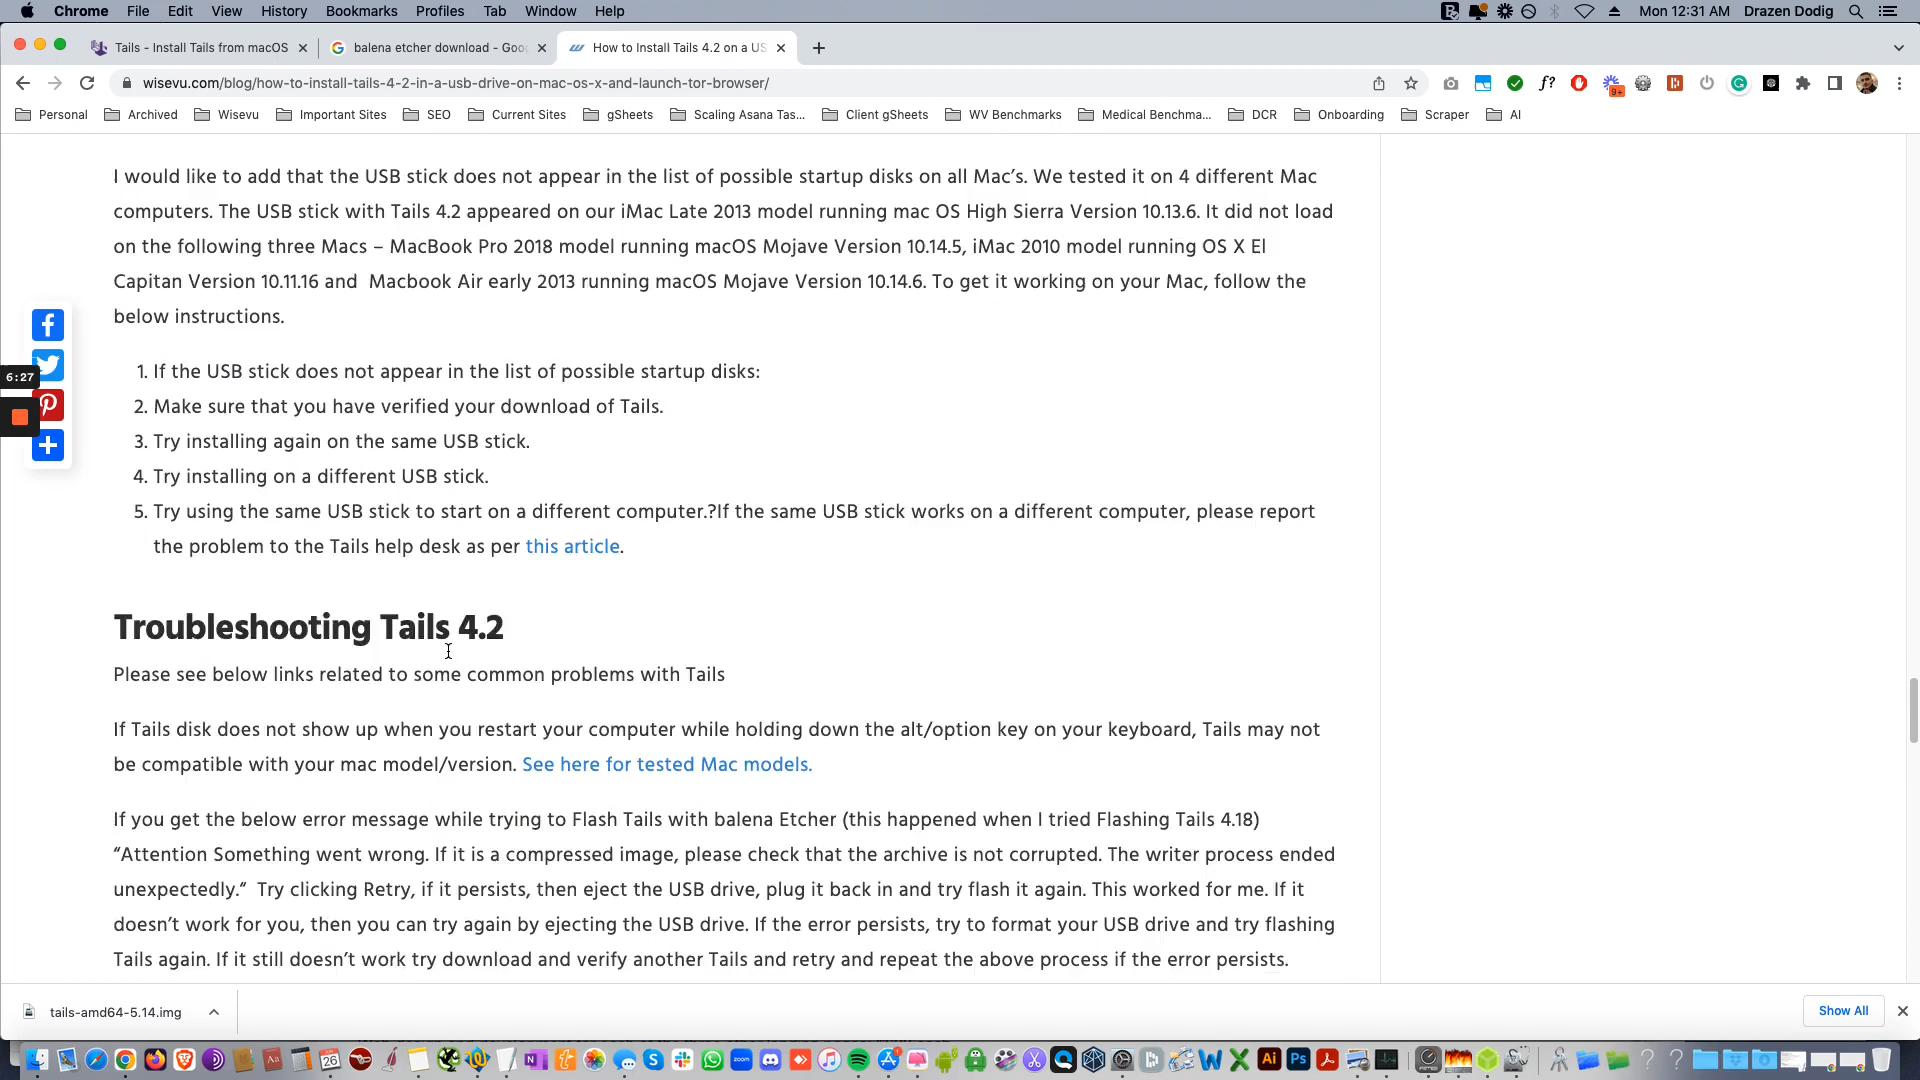 Chrome File Edit View History Bookmarks Profiles Tab Window Help Mon 12:31 AM Drazen Dodig
Tails - Install Tails from macOS
balena etcher download - Goo
How to Install Tails 4.2 on a US
wisevu.com/blog/how-to-install-tails-4-2-in-a-usb-drive-on-mac-os-x-and-launch-tor-browser/
f?
9+
Personal Archived Wisevu Important Sites SEO Current Sites gSheets Scaling Asana Tas... Client gSheets WV Benchmarks Medical Benchma... DCR Onboarding Scraper AI
I would like to add that the USB stick does not appear in the list of possible startup disks on all Mac's. We tested it on 4 different Mac
computers. The USB stick with Tails 4.2 appeared on our iMac Late 2013 model running mac OS High Sierra Version 10.13.6. It did not load
on the following three Macs – MacBook Pro 2018 model running macOS Mojave Version 10.14.5, iMac 2010 model running OS X El
Capitan Version 10.11.16 and Macbook Air early 2013 running macOS Mojave Version 10.14.6. To get it working on your Mac, follow the
below instructions.
6:27
1. If the USB stick does not appear in the list of possible startup disks:
2. Make sure that you have verified your download of Tails.
3. Try installing again on the same USB stick.
4. Try installing on a different USB stick.
5. Try using the same USB stick to start on a different computer.?If the same USB stick works on a different computer, please report
the problem to the Tails help desk as per this article.
Troubleshooting Tails 4.2
Please see below links related to some common problems with Tails
If Tails disk does not show up when you restart your computer while holding down the alt/option key on your keyboard, Tails may not
be compatible with your mac model/version. See here for tested Mac models.
If you get the below error message while trying to Flash Tails with balena Etcher (this happened when I tried Flashing Tails 4.18)
“Attention Something went wrong. If it is a compressed image, please check that the archive is not corrupted. The writer process ended
unexpectedly.“ Try clicking Retry, if it persists, then eject the USB drive, plug it back in and try flash it again. This worked for me. If it
doesn't work for you, then you can try again by ejecting the USB drive. If the error persists, try to format your USB drive and try flashing
Tails again. If it still doesn't work try download and verify another Tails and retry and repeat the above process if the error persists.
tails-amd64-5.14.img
Show All
26
zoom
Ai
Ps